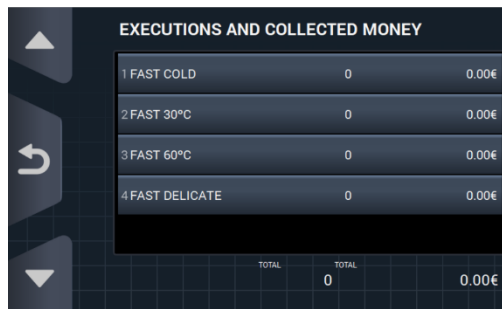 EXECUTIONS AND COLLECTED MONEY
1 FAST COLD 0 0.00€
2 FAST 30ºC 0 0.00€
3 FAST 60ºC 0 0.00€
4 FAST DELICATE 0 0.00€
TOTAL TOTAL
0 0.00€